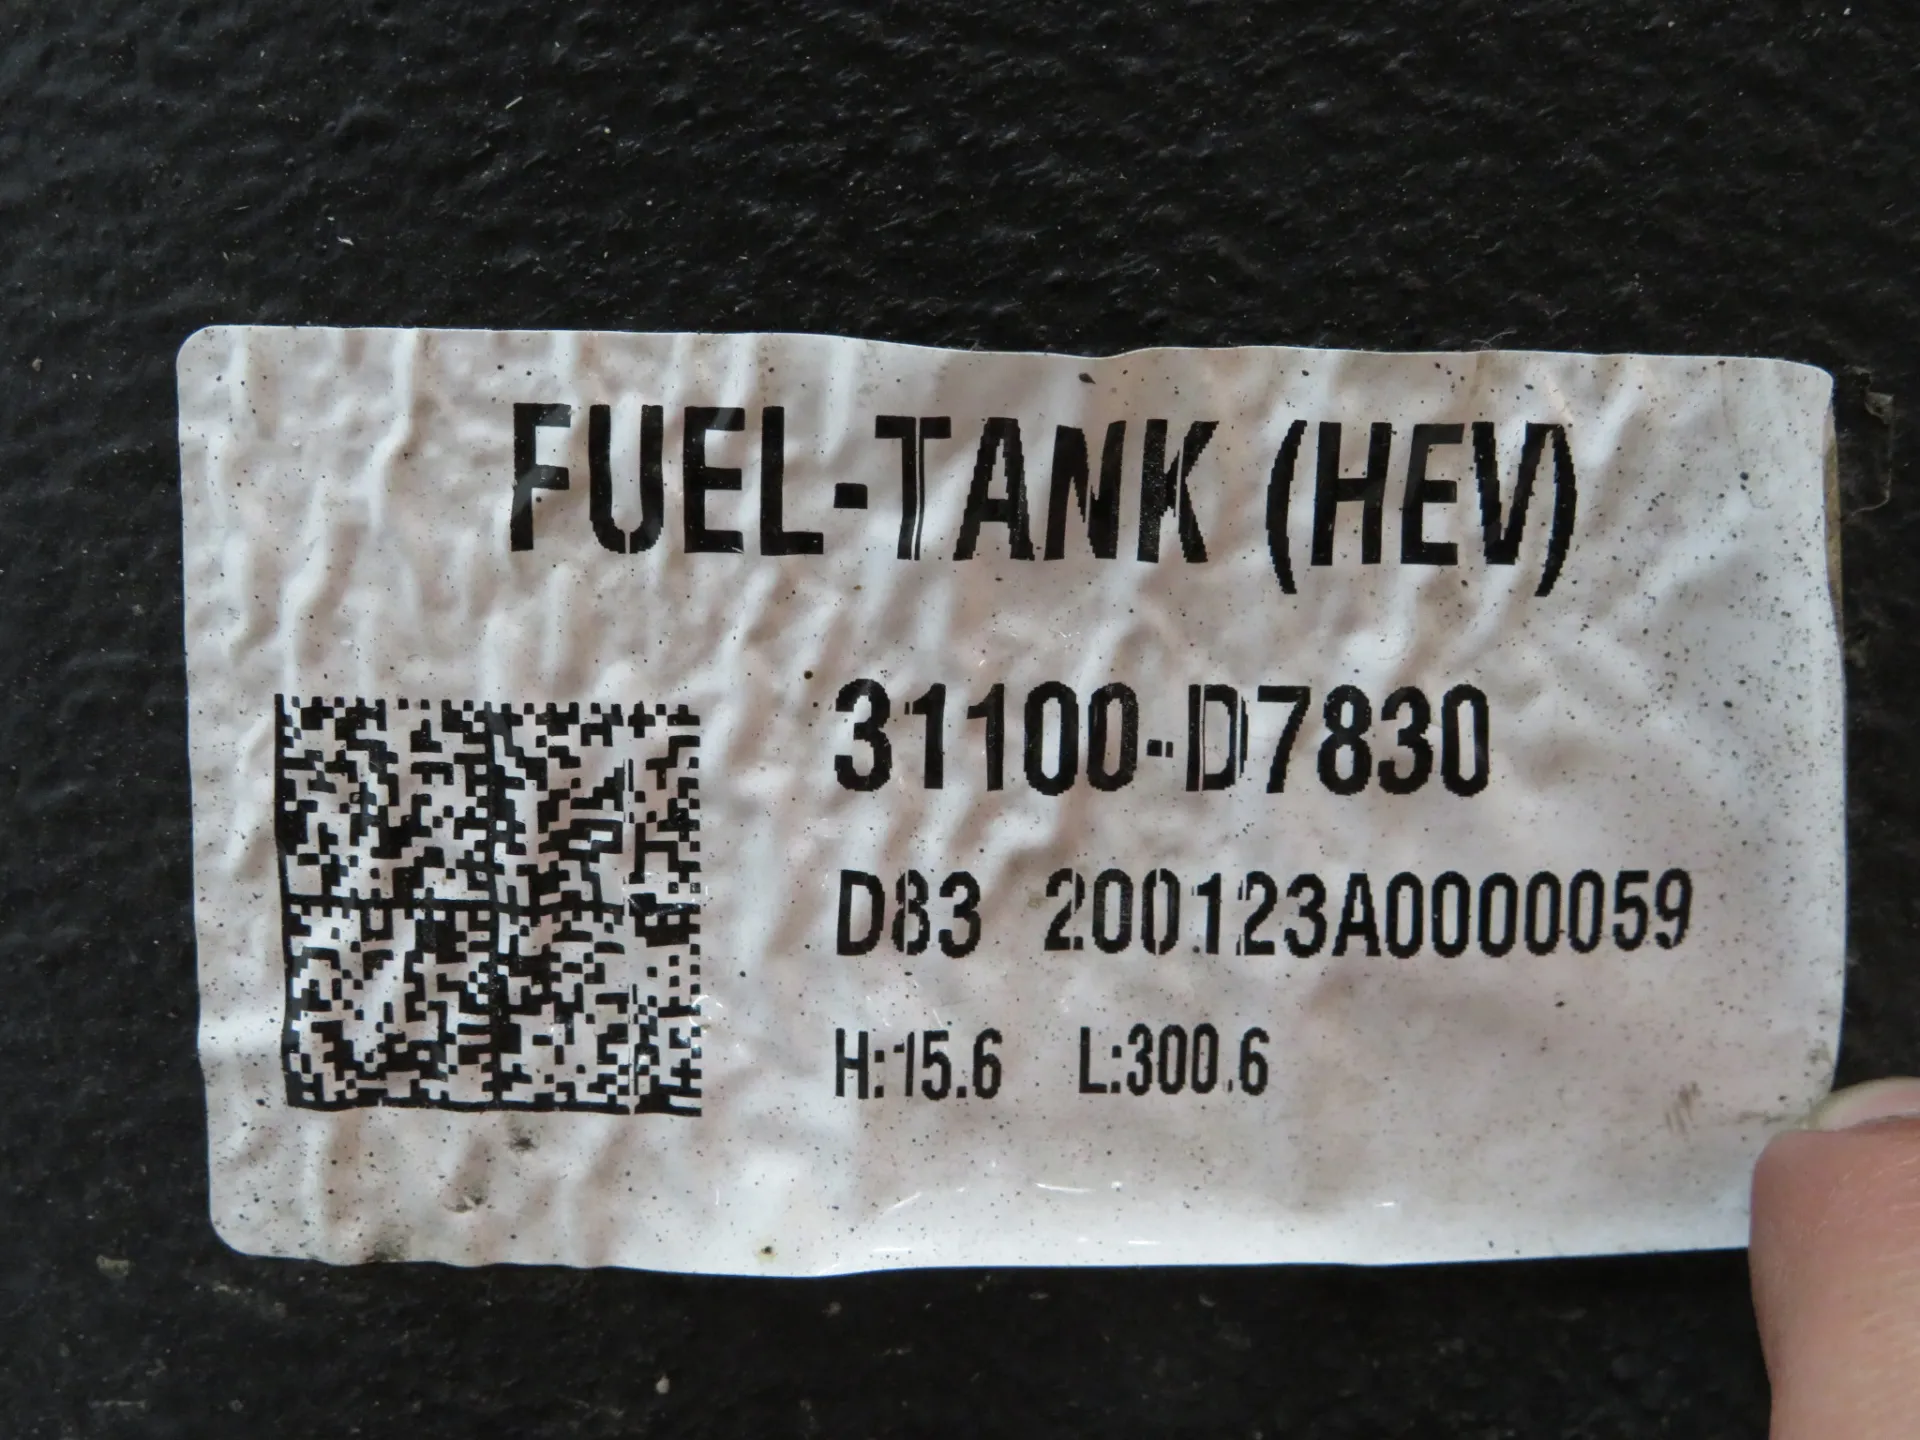 FUEL-TANK (HEV)
31100-D7830
D83 200123A0000059
H:15.6 L:300.6